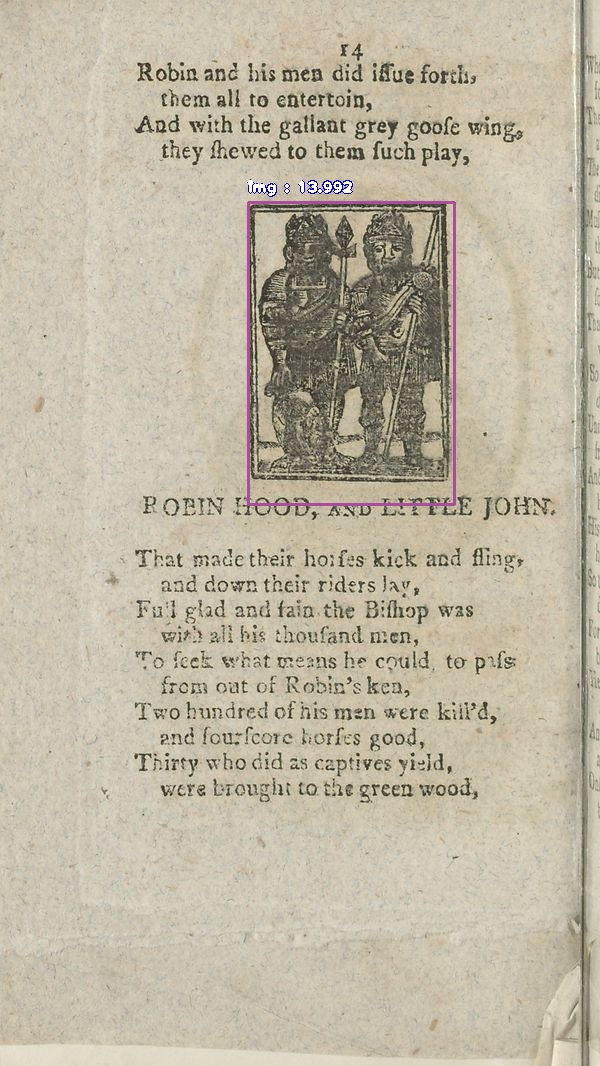 14
Robin and his men did iſſue forth,
them all to entertoin,
And with the gallant grey gooſe wing,
they ſhewed to them ſuch play,
img : 13.992
ROBIN HOOD, AND LITTLE JOHN.
That made their horſes kick and fling,
and down their riders lay,
Full glad and fain the Biſhop was
with all his thouſand men,
To ſeek what means he could, to paſs
from out of Robin's ken,
Two hundred of his men were kill'd,
and fourſcore horſes good,
Thirty who did as captives yield,
were brought to the green wood,